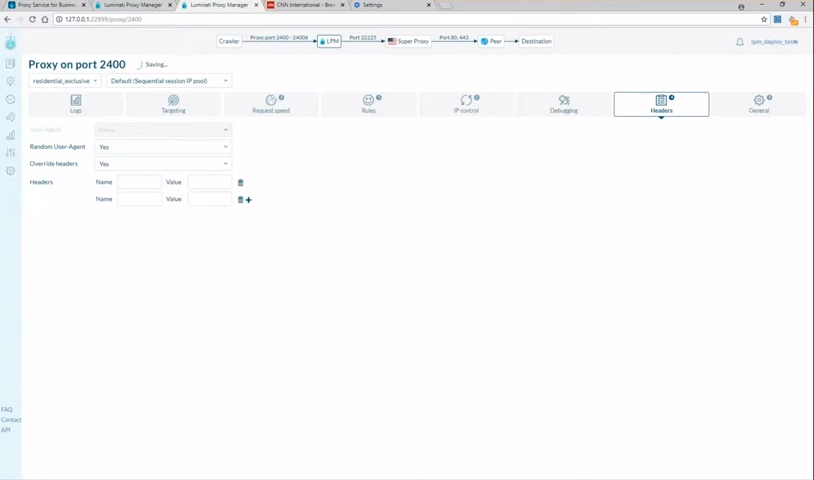 Proxy Service for Busine
Luminati Proxy Manager
Luminati Proxy Manager
CNN International - Bre
Settings
127.0.0.1:22999/proxy/2400
Crawler
Proxy port 2400 - 24006
LPM
Port 22225
Super Proxy
Port 80, 443
Peer
Destination
Proxy on port 2400
Saving...
residential_exclusive
Default (Sequential session IP pool)
Logs
Targeting
Request speed
Rules
IP control
Debugging
Headers
General
User-Agent
Random User-Agent
Yes
Override headers
Yes
Headers
Name
Value
Name
Value
FAQ
Contact
API